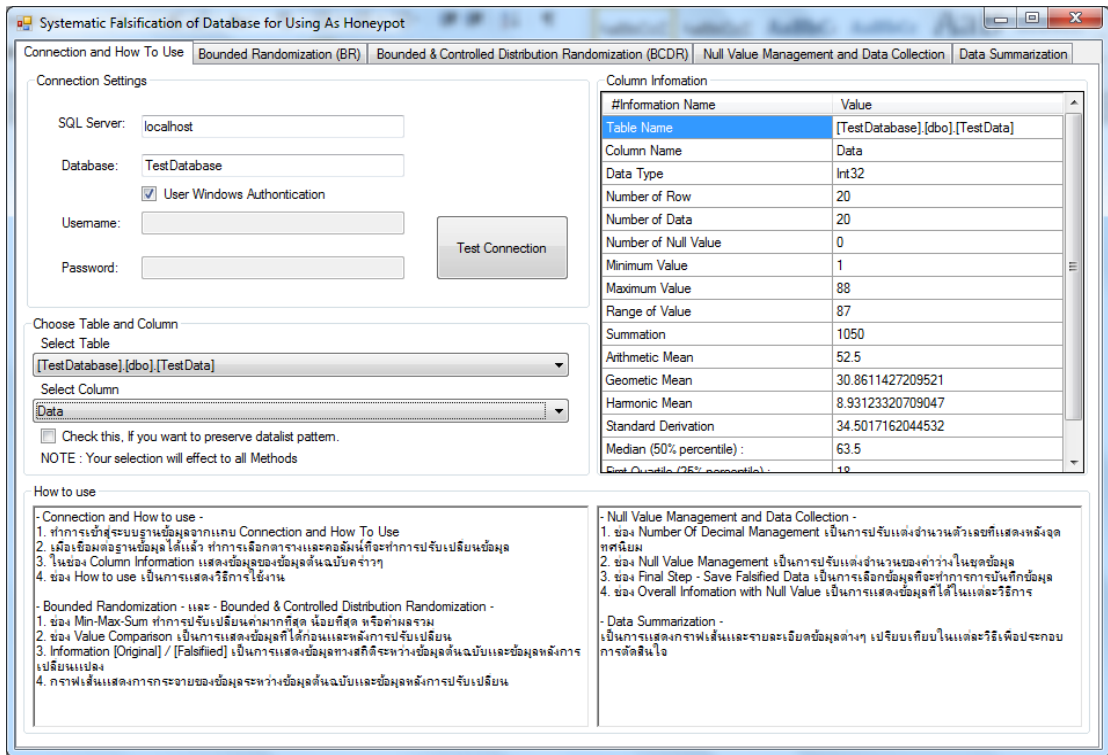 Systematic Falsification of Database for Using As Honeypot
Connection and How To Use
Bounded Randomization (BR)
Bounded & Controlled Distribution Randomization (BCDR)
Null Value Management and Data Collection
Data Summarization
Connection Settings
SQL Server:
localhost
Database:
TestDatabase
User Windows Authontication
Username:
Password:
Test Connection
Choose Table and Column
Select Table
[TestDatabase].[dbo].[TestData]
Select Column
Data
Check this, If you want to preserve datalist pattern.
NOTE : Your selection will effect to all Methods
Column Infomation
#Information Name Value
Table Name [TestDatabase].[dbo].[TestData]
Column Name Data
Data Type Int32
Number of Row 20
Number of Data 20
Number of Null Value 0
Minimum Value 1
Maximum Value 88
Range of Value 87
Summation 1050
Arithmetic Mean 52.5
Geometic Mean 30.8611427209521
Harmonic Mean 8.93123320709047
Standard Derivation 34.5017162044532
Median (50% percentile) : 63.5
First Quartile (25% percentile) : 18
How to use
- Connection and How to use -
1. ทำการเข้าสู่ระบบฐานข้อมูลจากแถบ Connection and How To Use
2. เมื่อเชื่อมต่อฐานข้อมูลได้แล้ว ทำการเลือกตารางและคอลัมน์ที่จะทำการปรับเปลี่ยนข้อมูล
3. ในช่อง Column Information แสดงข้อมูลของข้อมูลต้นฉบับคร่าวๆ
4. ช่อง How to use เป็นการแสดงวิธีการใช้งาน
- Bounded Randomization - และ - Bounded & Controlled Distribution Randomization -
1. ช่อง Min-Max-Sum ทำการปรับเปลี่ยนค่ามากที่สุด น้อยที่สุด หรือค่าผลรวม
2. ช่อง Value Comparison เป็นการแสดงข้อมูลที่ได้ก่อนและหลังการปรับเปลี่ยน
3. Information [Original] / [Falsifiied] เป็นการแสดงข้อมูลทางสถิติระหว่างข้อมูลต้นฉบับและข้อมูลหลังการ
เปลี่ยนแปลง
4. กราฟเส้นแสดงการกระจายของข้อมูลระหว่างข้อมูลต้นฉบับและข้อมูลหลังการปรับเปลี่ยน
- Null Value Management and Data Collection -
1. ช่อง Number Of Decimal Management เป็นการปรับแต่งจำนวนตัวเลขที่แสดงหลังจุด
ทศนิยม
2. ช่อง Null Value Management เป็นการปรับแต่งจำนวนของค่าว่างในชุดข้อมูล
3. ช่อง Final Step - Save Falsified Data เป็นการเลือกข้อมูลที่จะทำการการบันทึกข้อมูล
4. ช่อง Overall Infomation with Null Value เป็นการแสดงข้อมูลที่ได้ในแต่ละวิธีการ
- Data Summarization -
เป็นการแสดงกราฟเส้นและรายละเอียดข้อมูลต่างๆ เปรียบเทียบในแต่ละวิธีเพื่อประกอบ
การตัดสินใจ